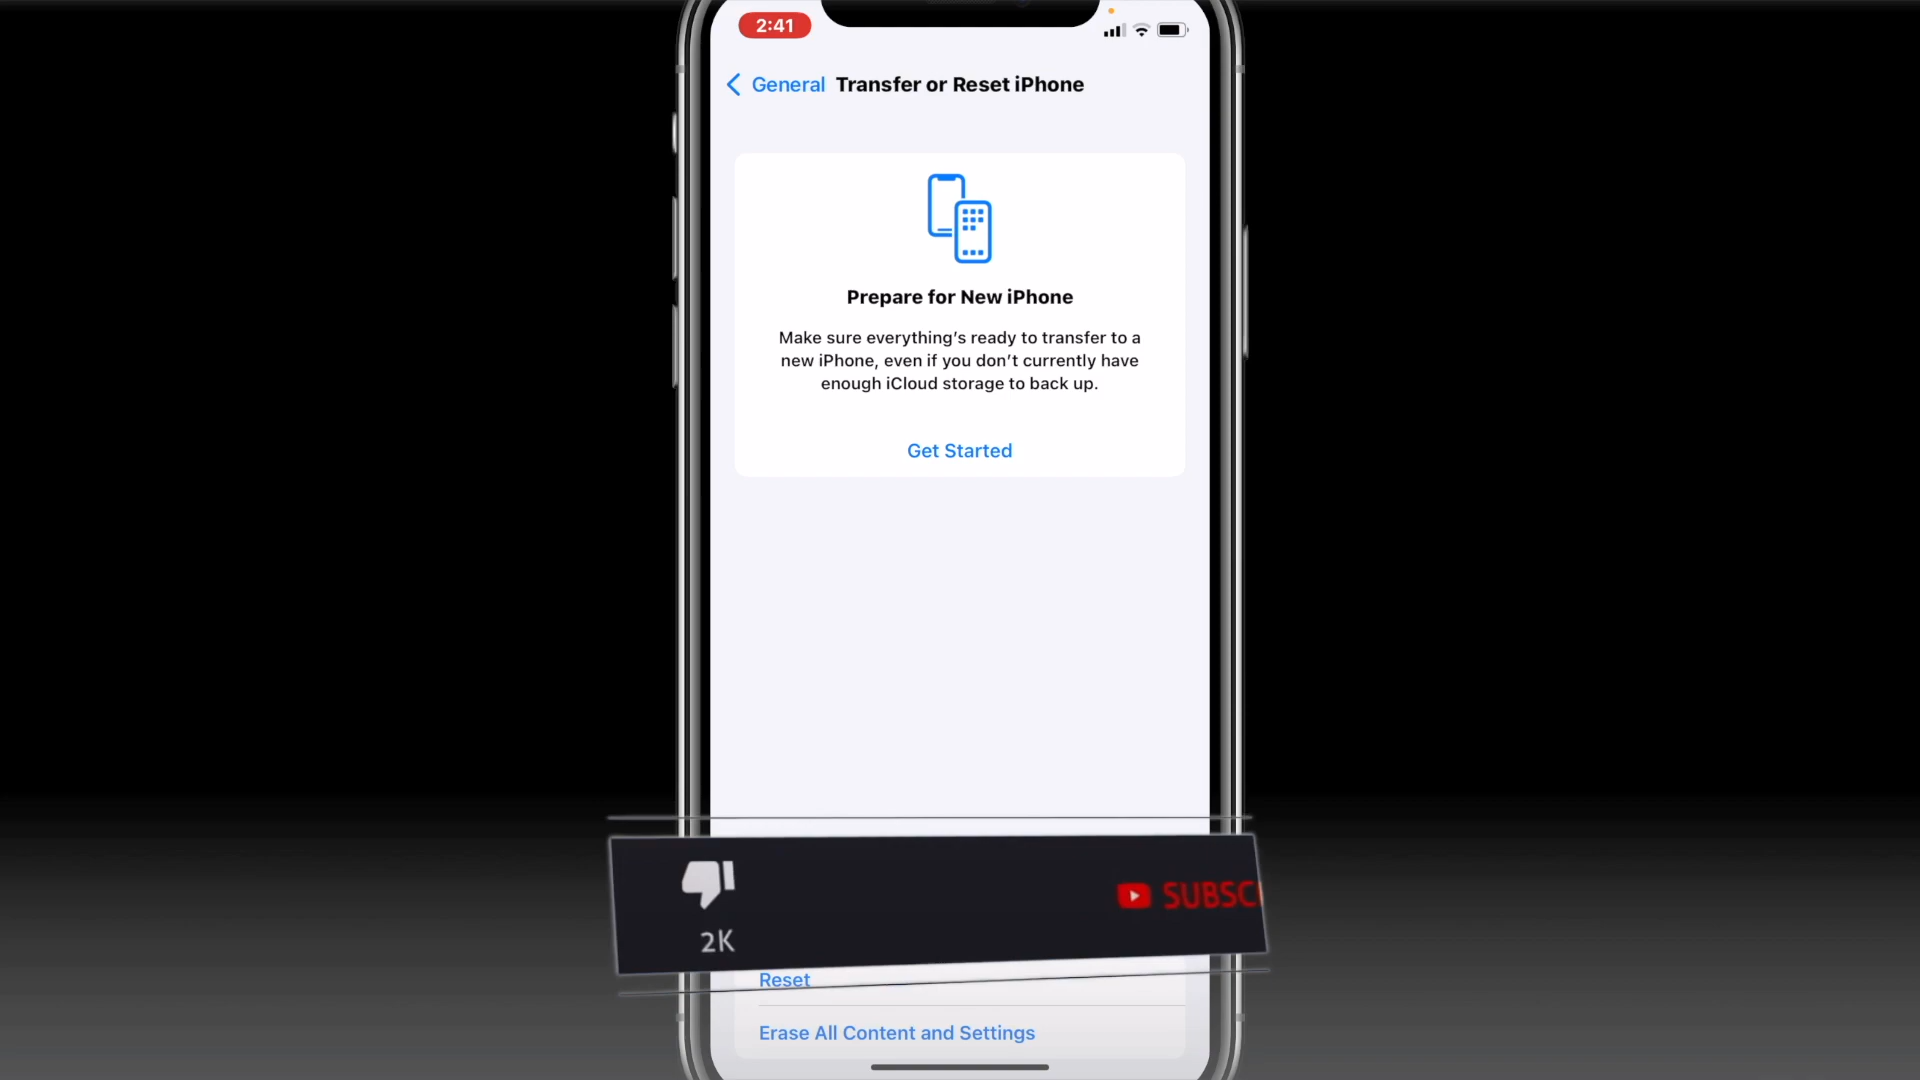 2:41
General Transfer or Reset iPhone
Prepare for New iPhone
Make sure everything's ready to transfer to a
new iPhone, even if you don't currently have
enough iCloud storage to back up.
Get Started
SUBSC
2K
Reset
Erase All Content and Settings